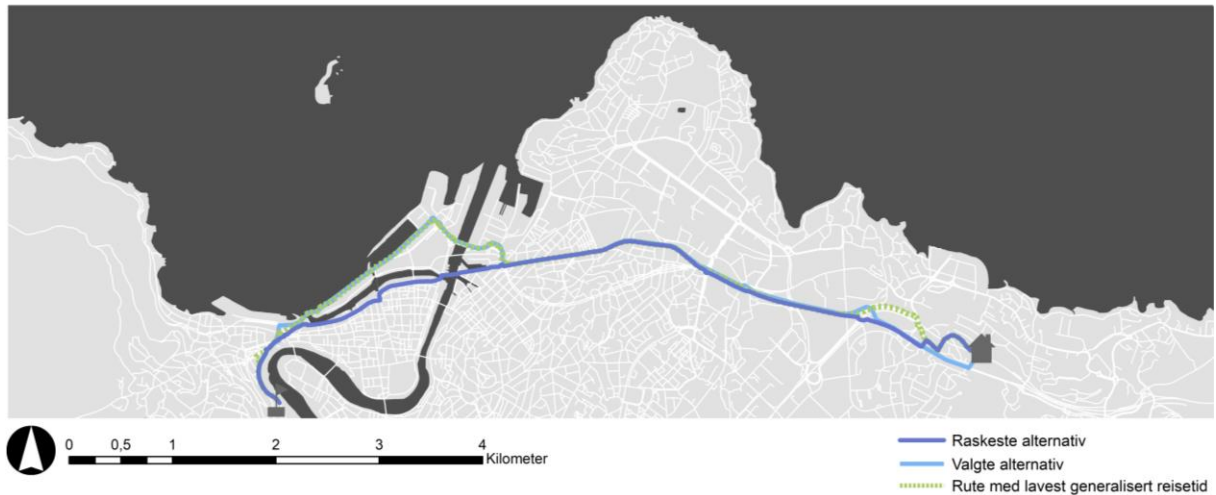 0 0,5 1 2 3 4
Kilometer
Raskeste alternativ
Valgte alternativ
Rute med lavest generalisert reisetid